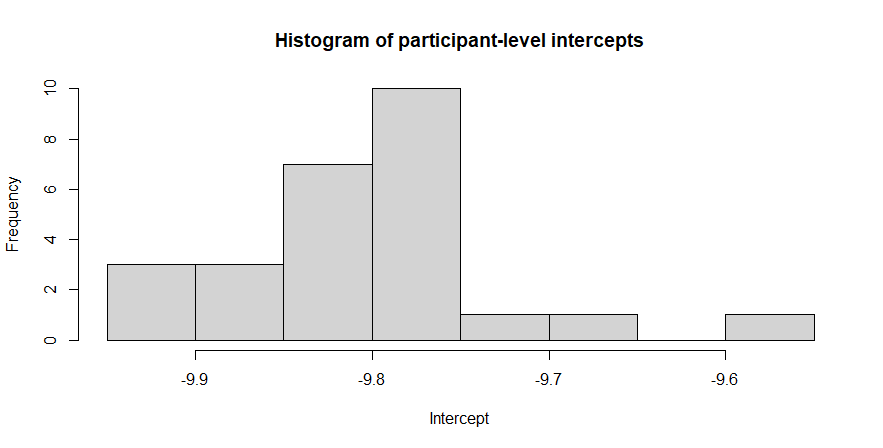 Histogram of participant-level intercepts
Frequency
10
8
6
4
2
0
-9.9 -9.8 -9.7 -9.6
Intercept